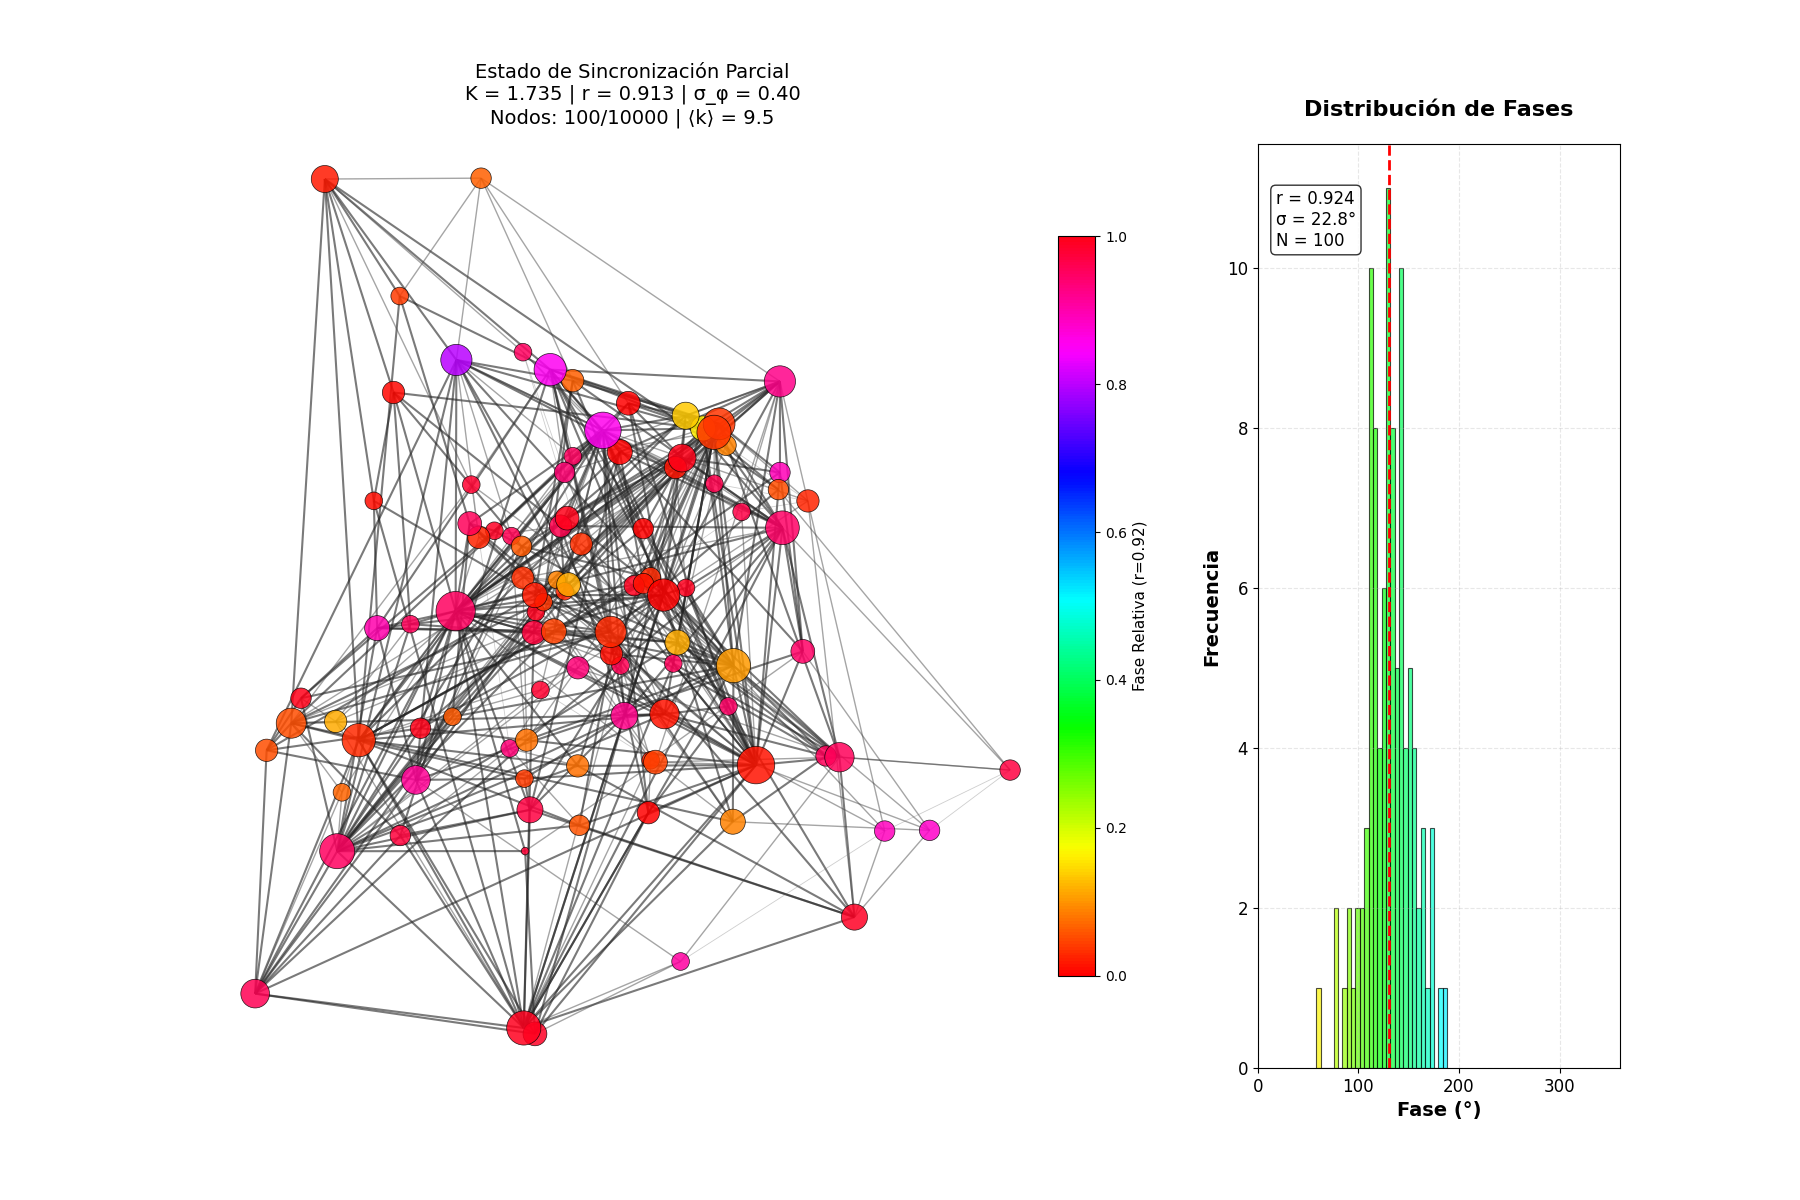 Estado de Sincronización Parcial
K = 1.735 | r = 0.913 | σ_φ = 0.40
Nodos: 100/10000 | ⟨k⟩ = 9.5
1.0
0.8
0.6
0.4
0.2
0.0
Fase Relativa (r=0.92)
Distribución de Fases
r = 0.924
σ = 22.8°
N = 100
10
8
6
4
2
0
Frecuencia
0 100 200 300
Fase (°)